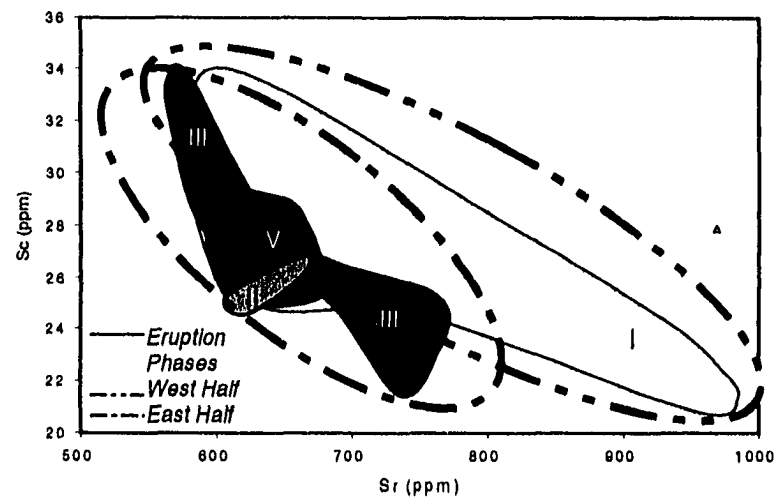 36
34
32
30
28
26
24
22
20
Sc (ppm)
III
V
II
III
I
A
Eruption
Phases
West Half
East Half
500 600 700 800 900 1000
Sr (ppm)